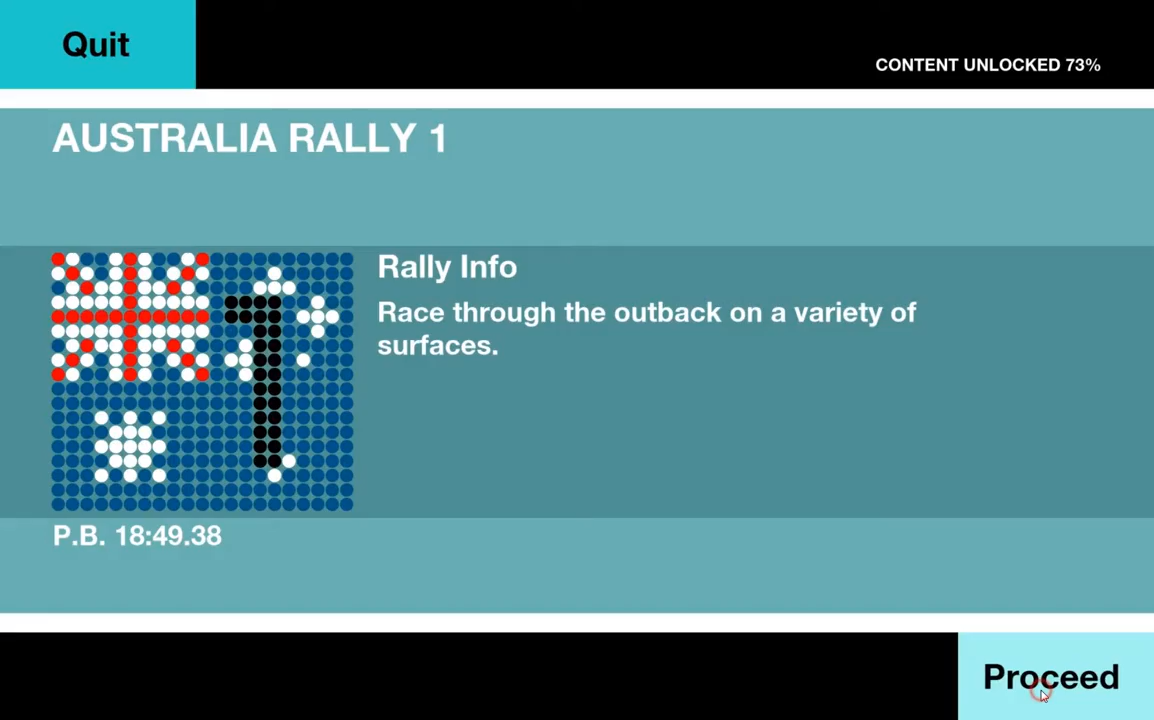 Quit
CONTENT UNLOCKED 73%
AUSTRALIA RALLY 1
Rally Info
Race through the outback on a variety of
surfaces.
1
P.B. 18:49.38
Proceed